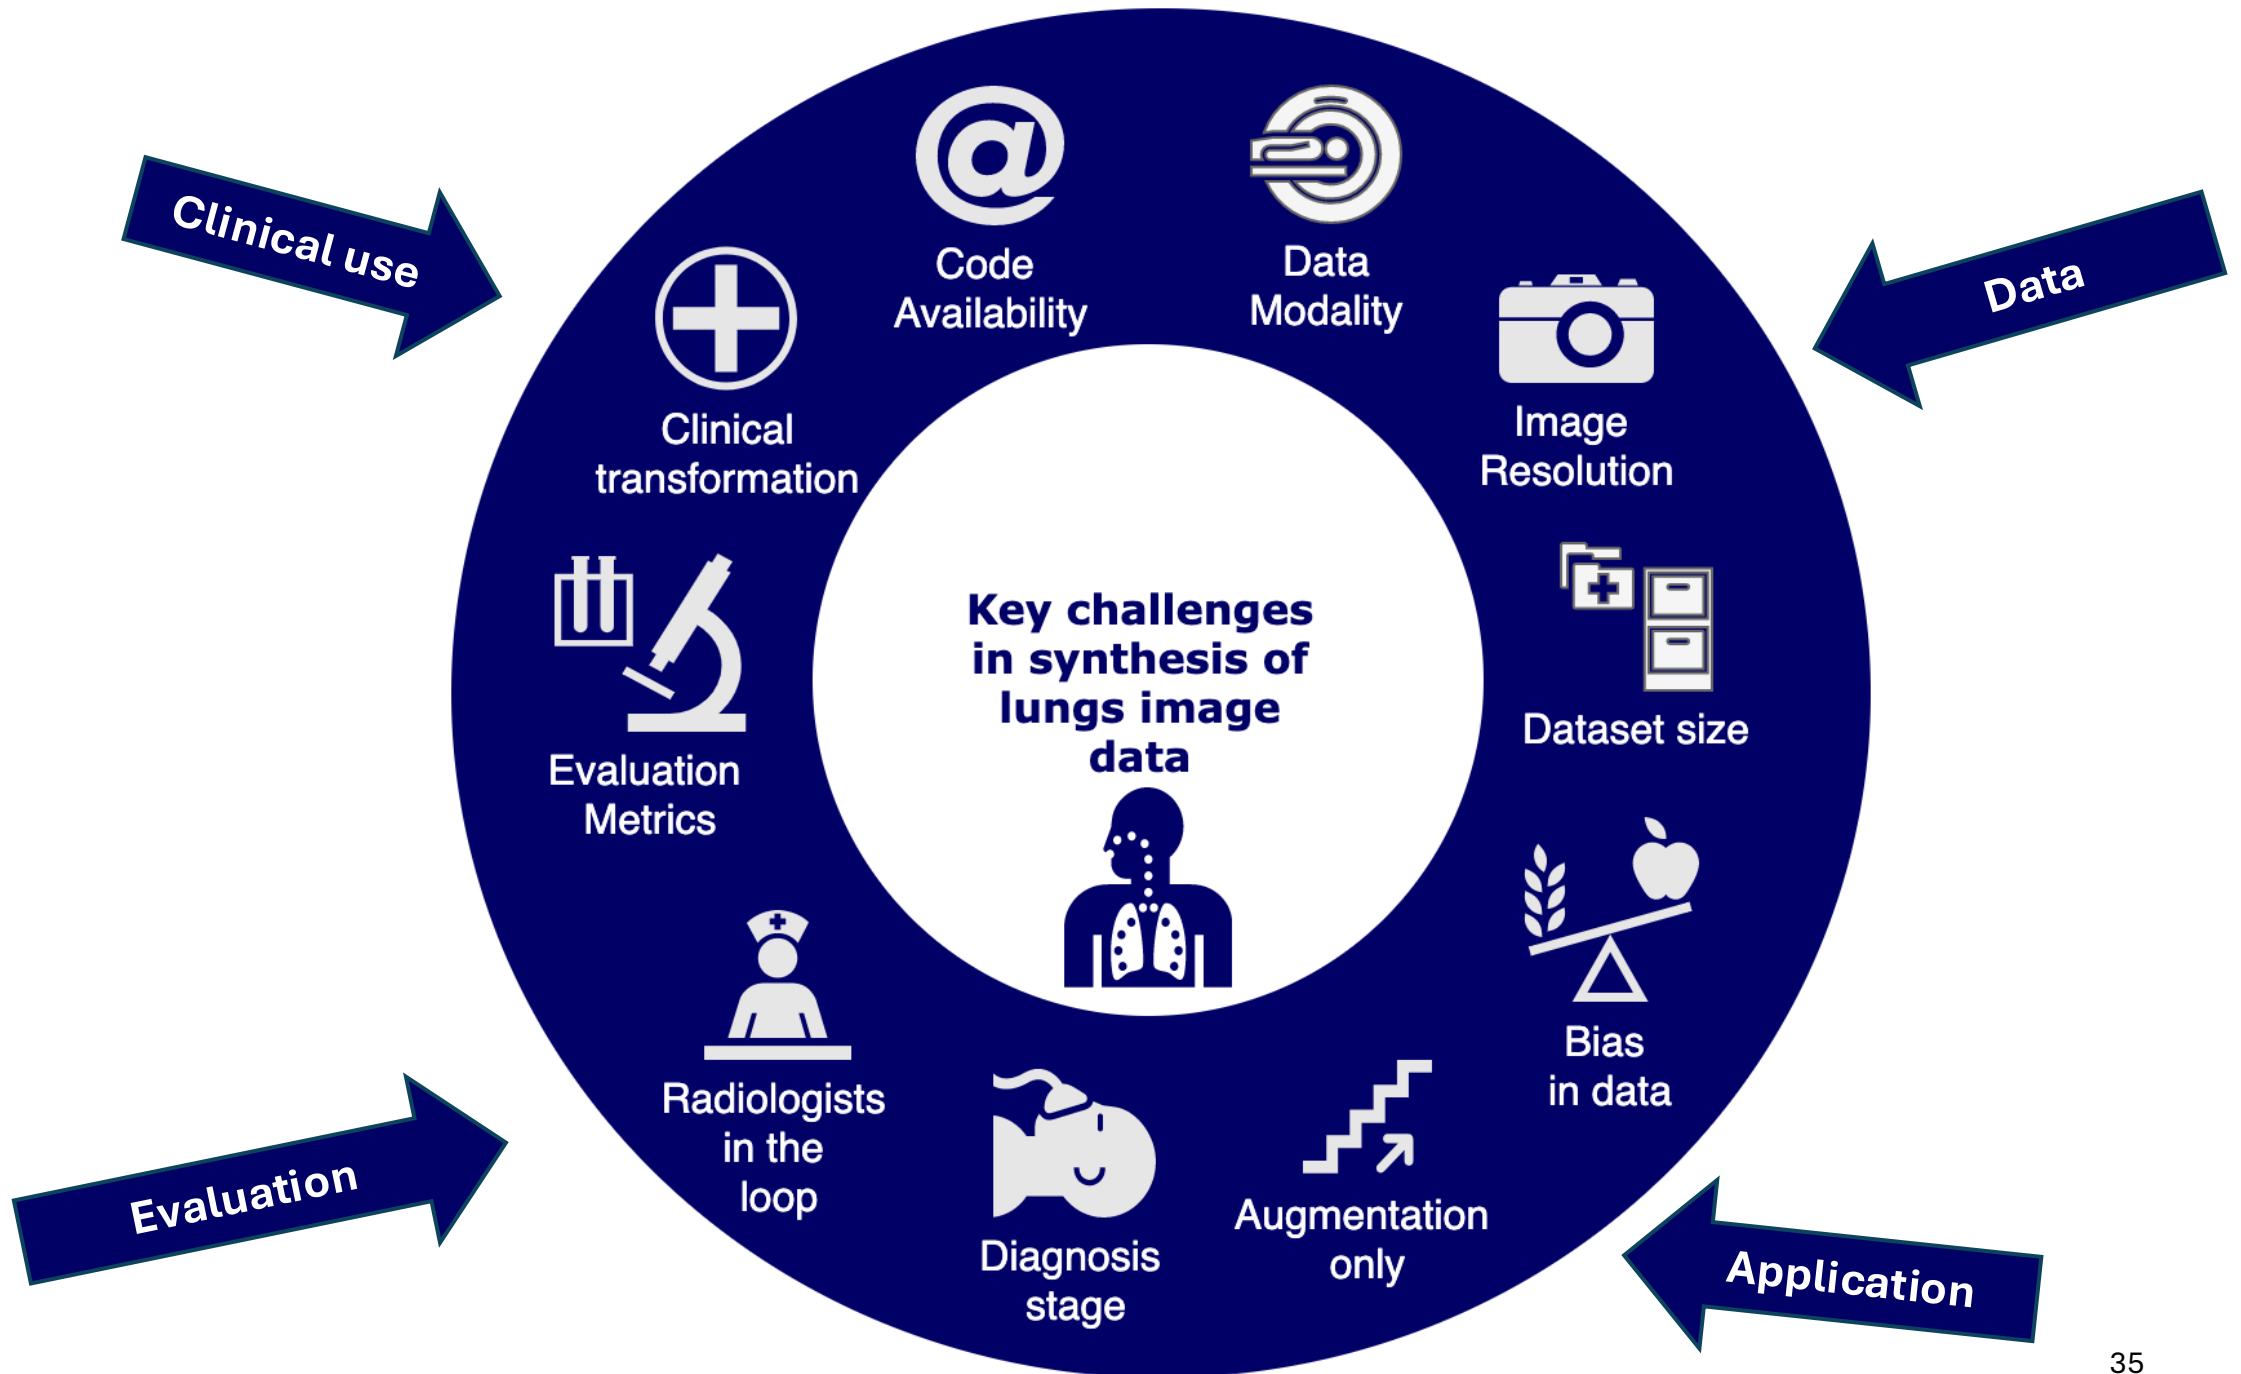 Clinical use
Data
Evaluation
Application
Code
Availability
Data
Modality
Image
Resolution
Dataset size
Bias
in data
Augmentation
only
Diagnosis
stage
Radiologists
in the
loop
Evaluation
Metrics
Clinical
transformation
Key challenges
in synthesis of
lungs image
data
35